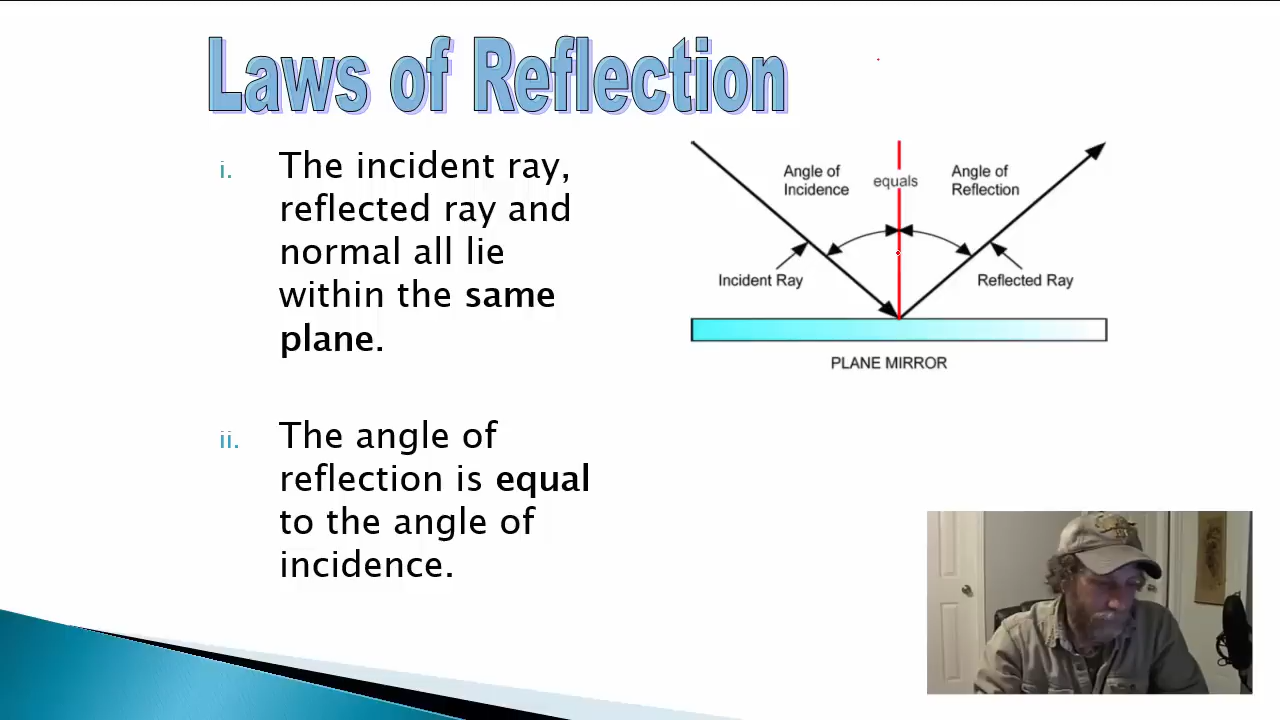 Laws of Reflection
i. The incident ray,
reflected ray and
normal all lie
within the same
plane.
ii. The angle of
reflection is equal
to the angle of
incidence.
Angle of
Incidence
equals
Angle of
Reflection
Incident Ray
Reflected Ray
PLANE MIRROR